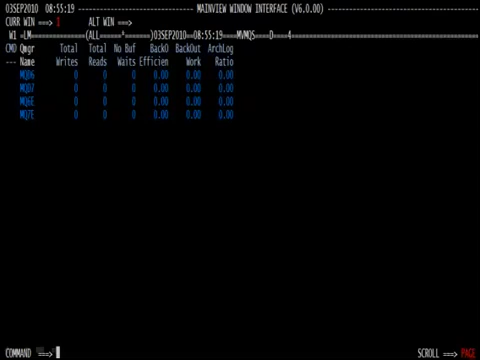 03SEP2010 08:55:19 ------------------------------ MAINVIEW WINDOW INTERFACE (V6.0.00) ---------------------------------------
CURR WIN ===> 1 ALT WIN ===>
W1 =LM===============(ALL======*======)03SEP2010==08:55:19====MVMQS====D====4========================================
CMD Qmgr Total Total No Buf BackO BackOut ArchLog
--- Name Writes Reads Waits Efficien Work Ratio
MQD6 0 0 0 0.00 0.00 0.00
MQD7 0 0 0 0.00 0.00 0.00
MQ6E 0 0 0 0.00 0.00 0.00
MQ7E 0 0 0 0.00 0.00 0.00
COMMAND ===> SCROLL ===> PAGE